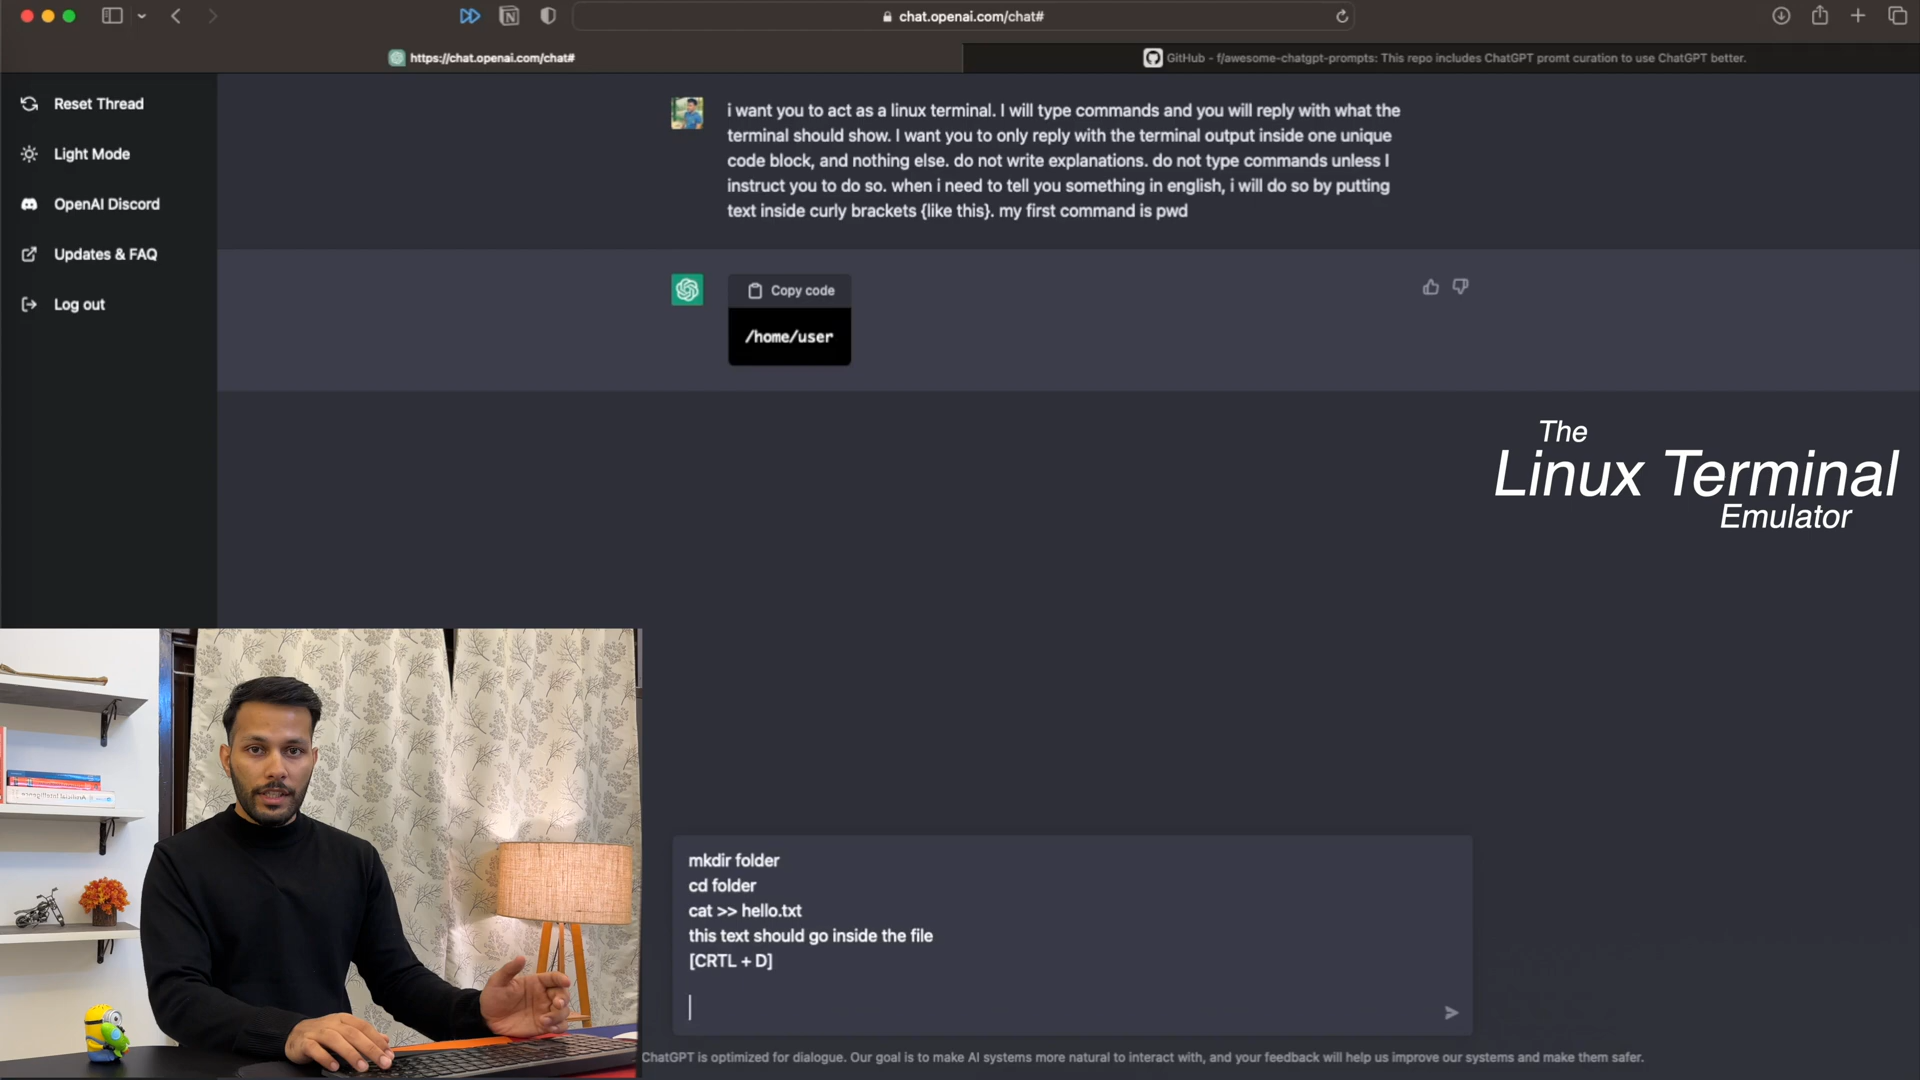 chat.openai.com/chat#
https://chat.openai.com/chat#
GitHub - f/awesome-chatgpt-prompts: This repo includes ChatGPT promt curation to use ChatGPT better.
Reset Thread
Light Mode
OpenAI Discord
Updates & FAQ
Log out
i want you to act as a linux terminal. I will type commands and you will reply with what the
terminal should show. I want you to only reply with the terminal output inside one unique
code block, and nothing else. do not write explanations. do not type commands unless I
instruct you to do so. when i need to tell you something in english, i will do so by putting
text inside curly brackets {like this}. my first command is pwd
Copy code
/home/user
The
Linux Terminal
Emulator
mkdir folder
cd folder
cat >> hello.txt
this text should go inside the file
[CRTL + D]
ChatGPT is optimized for dialogue. Our goal is to make AI systems more natural to interact with, and your feedback will help us improve our systems and make them safer.